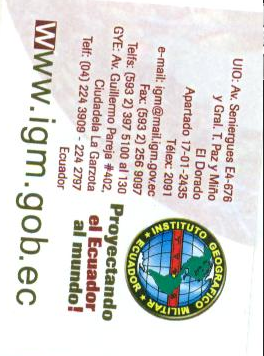 UIO: Av. Seniergues E4-676
y Gral. T. Paz y Miño
El Dorado
Apartado 17-01-2435
Télex: 2091
e-mail: igm@mail.igm.gov.ec
Fax: (593 2) 256 9097
Telfs: (593 2) 397 5100 al 130
GYE: Av. Guillermo Pareja #402,
Ciudadela La Garzota
Telf: (04) 224 3909 - 224 2797
Ecuador
www.igm.gob.ec
INSTITUTO GEOGRAFICO MILITAR
ECUADOR
Proyectando
el Ecuador
al mundo!